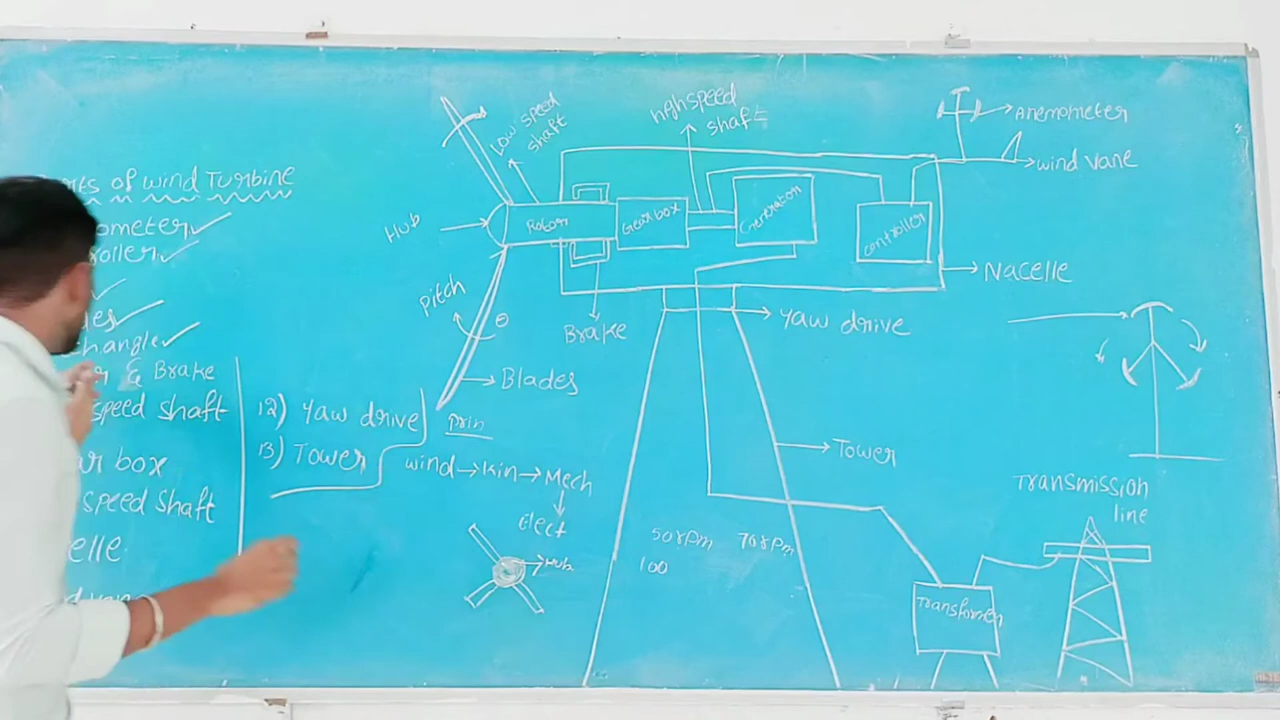 of wind Turbine
ometer
roller
des
angle
& Brake
speed shaft
box
speed shaft
elle
12) Yaw drive
13) Tower
prin
wind → kin → Mech
Elect
Hub
Low speed
shaft
Hub
Rotor
Pitch
θ
Blades
Brake
Gear box
high speed
shaft
Generator
controller
Anemometer
wind vane
Nacelle
Yaw drive
Tower
50rpm 70rpm
100
Transformer
Transmission
line